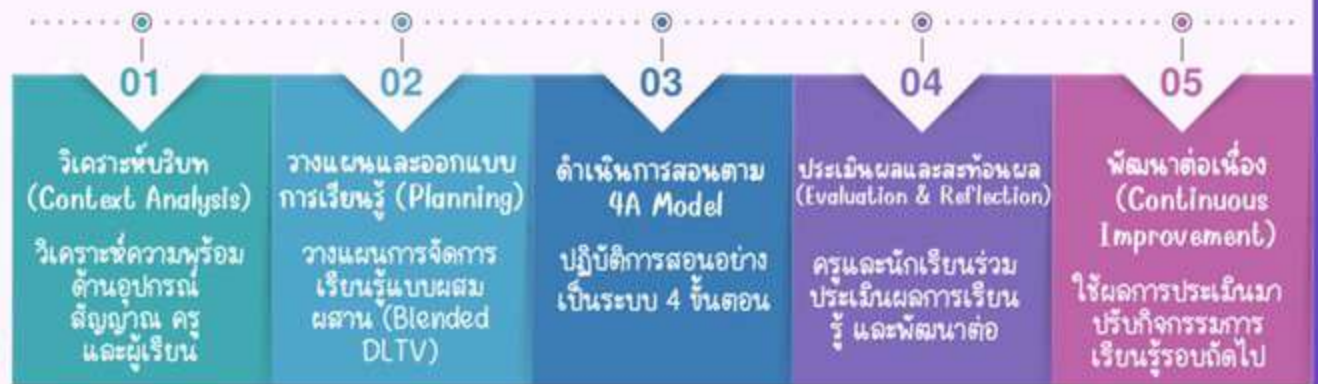 01
วิเคราะห์บริบท
(Context Analysis)
วิเคราะห์ความพร้อม
ด้านอุปกรณ์
สัญญาณ ครู
และผู้เรียน
02
วางแผนและออกแบบ
การเรียนรู้ (Planning)
วางแผนการจัดการ
เรียนรู้แบบผสม
ผสาน (Blended
DLTV)
03
ดำเนินการสอนตาม
4A Model
ปฏิบัติการสอนอย่าง
เป็นระบบ 4 ขั้นตอน
04
ประเมินผลและสะท้อนผล
(Evaluation & Reflection)
ครูและนักเรียนร่วม
ประเมินผลการเรียน
รู้ และพัฒนาต่อ
05
พัฒนาต่อเนื่อง
(Continuous
Improvement)
ใช้ผลการประเมินมา
ปรับกิจกรรมการ
เรียนรู้รอบถัดไป